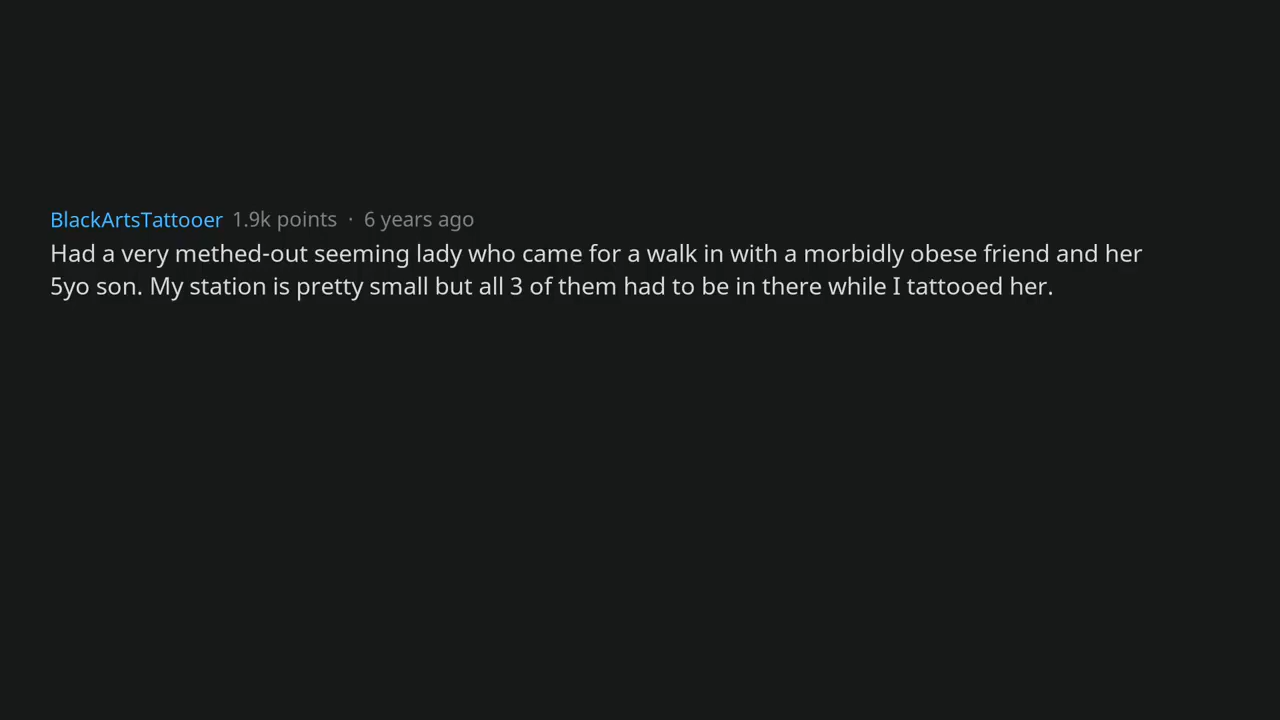 BlackArtsTattooer 1.9k points · 6 years ago
Had a very methed-out seeming lady who came for a walk in with a morbidly obese friend and her
5yo son. My station is pretty small but all 3 of them had to be in there while I tattooed her.